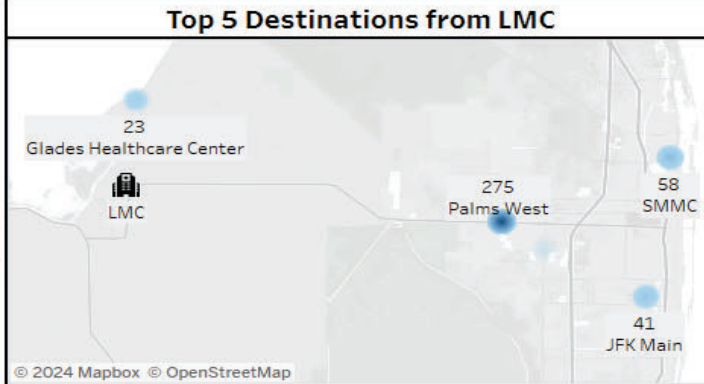 Top 5 Destinations from LMC
23
Glades Healthcare Center
LMC
275
Palms West
58
SMMC
41
JFK Main
© 2024 Mapbox © OpenStreetMap